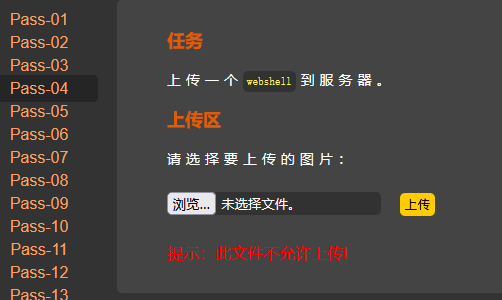 Pass-01
Pass-02
Pass-03
Pass-04
Pass-05
Pass-06
Pass-07
Pass-08
Pass-09
Pass-10
Pass-11
Pass-12
Pass-13
任务
上传一个 webshell 到服务器。
上传区
请选择要上传的图片：
浏览... 未选择文件。 上传
提示：此文件不允许上传!